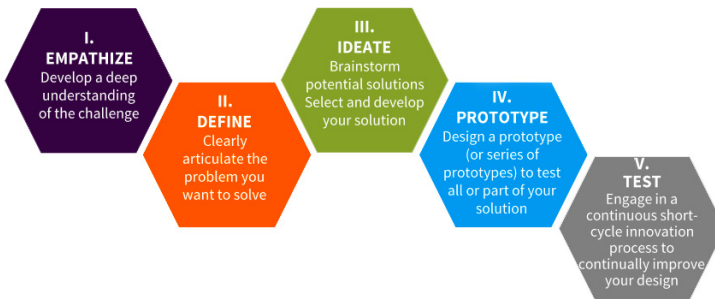 I.
EMPATHIZE
Develop a deep
understanding
of the challenge
II.
DEFINE
Clearly
articulate the
problem you
want to solve
III.
IDEATE
Brainstorm
potential solutions
Select and develop
your solution
IV.
PROTOTYPE
Design a prototype
(or series of
prototypes) to test
all or part of your
solution
V.
TEST
Engage in a
continuous short-
cycle innovation
process to
continually improve
your design